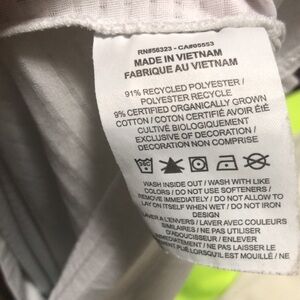 RN#56323 - CA#05553
MADE IN VIETNAM
FABRIQUE AU VIETNAM
91% RECYCLED POLYESTER /
POLYESTER RECYCLE
9% CERTIFIED ORGANICALLY GROWN
COTTON / COTON CERTIFIÉ AVOIR ÉTÉ
CULTIVÉ BIOLOGIQUEMENT
EXCLUSIVE OF DECORATION /
DECORATION NON COMPRISE
WASH INSIDE OUT / WASH WITH LIKE
COLORS / DO NOT USE SOFTENERS /
REMOVE IMMEDIATELY / DO NOT ALLOW TO
LAY ON ITSELF WHEN WET / DO NOT IRON
DESIGN
LAVER A L'ENVERS / LAVER AVEC COULEURS
SIMILAIRES / NE PAS UTILISER
D'ADOUCISSEUR / ENLEVER
IMMEDIATEMENT / NE PAS LAISSER LE
PLIÉ LORSQU'IL EST MOUILLÉ / NE